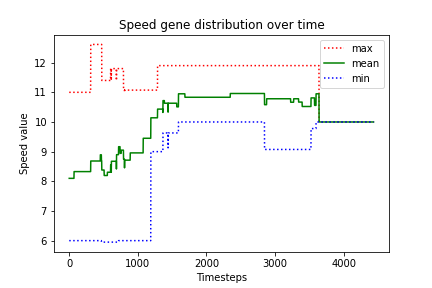 Speed gene distribution over time
Speed value
12
11
10
9
8
7
6
max
mean
min
0
1000
2000
3000
4000
Timesteps